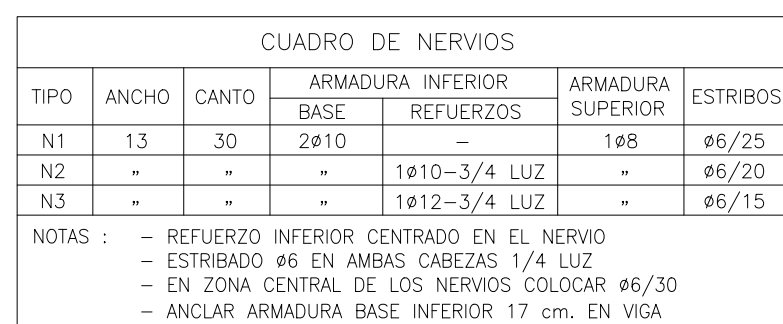 CUADRO DE NERVIOS
TIPO ANCHO CANTO ARMADURA INFERIOR ARMADURA SUPERIOR ESTRIBOS
BASE REFUERZOS
N1 13 30 2ø10 – 1ø8 ø6/25
N2 " " " 1ø10–3/4 LUZ " ø6/20
N3 " " " 1ø12–3/4 LUZ " ø6/15
NOTAS : – REFUERZO INFERIOR CENTRADO EN EL NERVIO
– ESTRIBADO ø6 EN AMBAS CABEZAS 1/4 LUZ
– EN ZONA CENTRAL DE LOS NERVIOS COLOCAR ø6/30
– ANCLAR ARMADURA BASE INFERIOR 17 cm. EN VIGA